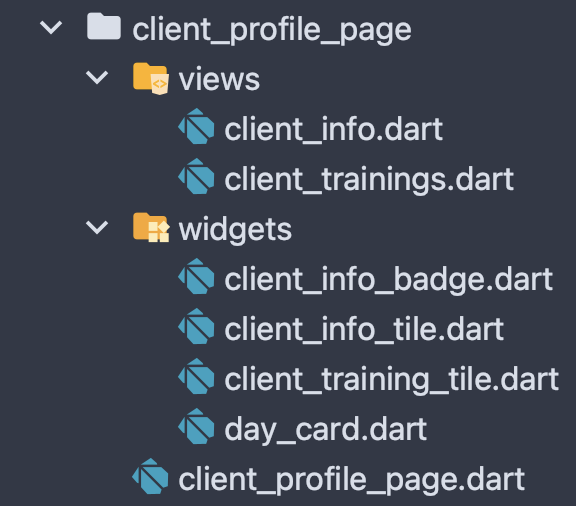 client_profile_page
views
client_info.dart
client_trainings.dart
widgets
client_info_badge.dart
client_info_tile.dart
client_training_tile.dart
day_card.dart
client_profile_page.dart